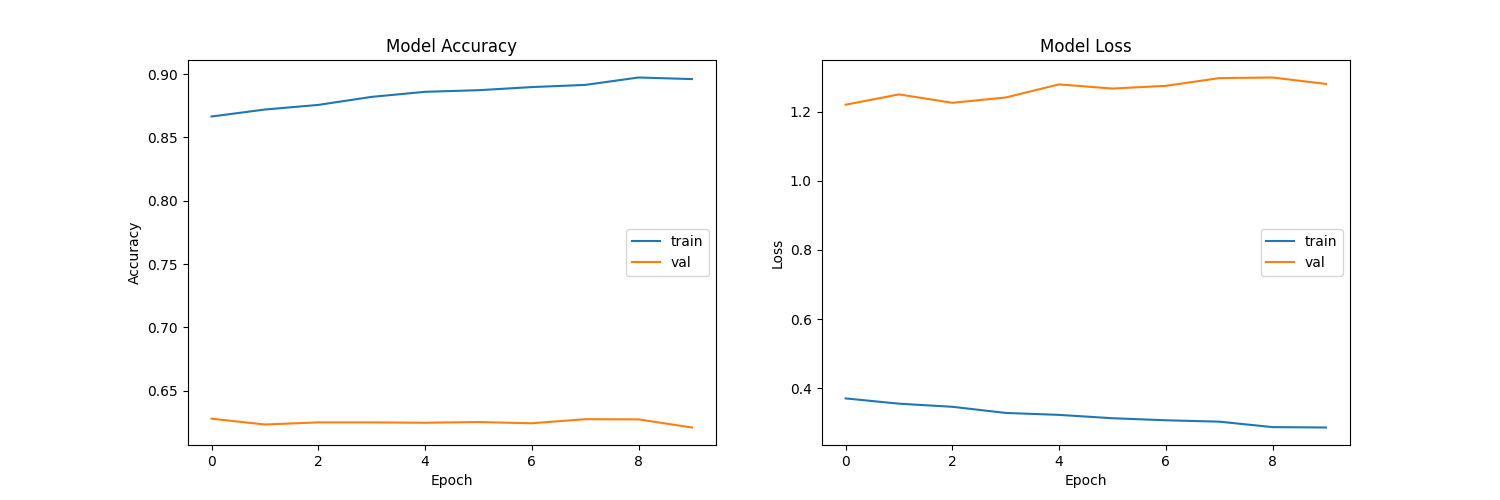 Model Accuracy
0.90
0.85
0.80
0.75
0.70
0.65
Accuracy
train
val
0 2 4 6 8
Epoch
Model Loss
1.2
1.0
0.8
0.6
0.4
Loss
train
val
0 2 4 6 8
Epoch